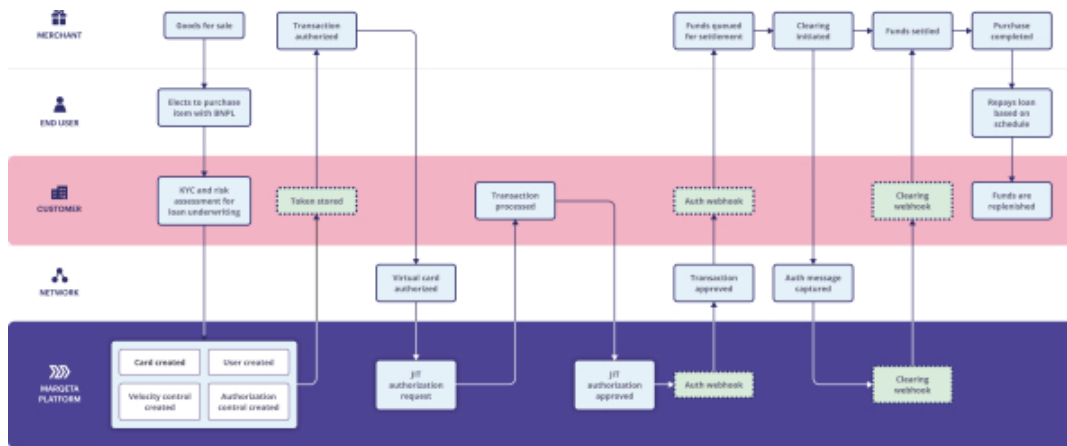 MERCHANT
Goods for sale
Transaction
authorized
Funds queued
for settlement
Clearing
initiated
Funds settled
Purchase
completed
END USER
Elects to purchase
item with BNPL
Repays loan
based on
schedule
CUSTOMER
KYC and risk
assessment for
loan underwriting
Token stored
Transaction
processed
Auth webhook
Clearing
webhook
Funds are
replenished
NETWORK
Virtual card
authorized
Transaction
approved
Auth message
captured
MARQETA
PLATFORM
Card created
User created
Velocity control
created
Authorization
control created
JIT
authorization
request
JIT
authorization
approved
Auth webhook
Clearing
webhook